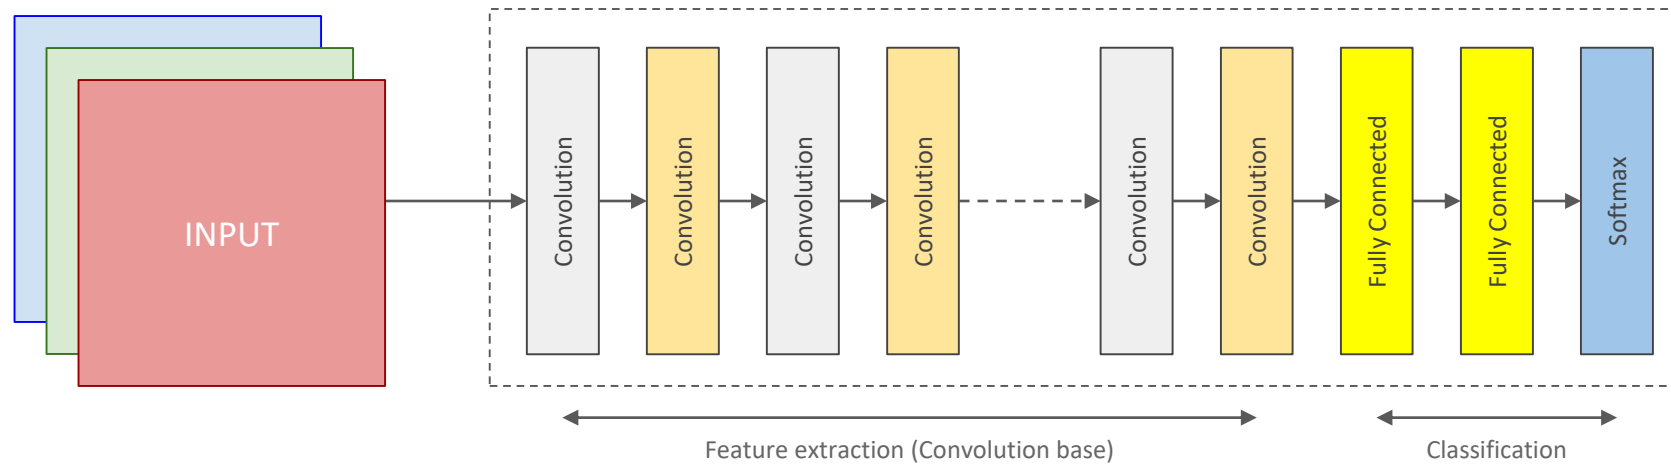 INPUT
Convolution
Convolution
Convolution
Convolution
Convolution
Convolution
Fully Connected
Fully Connected
Softmax
Feature extraction (Convolution base)
Classification